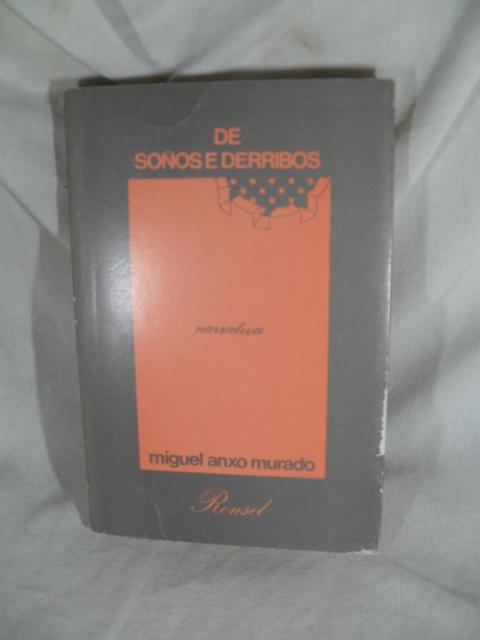 DE
SOÑOS E DERRIBOS
narrativa
miguel anxo murado
Ronsel